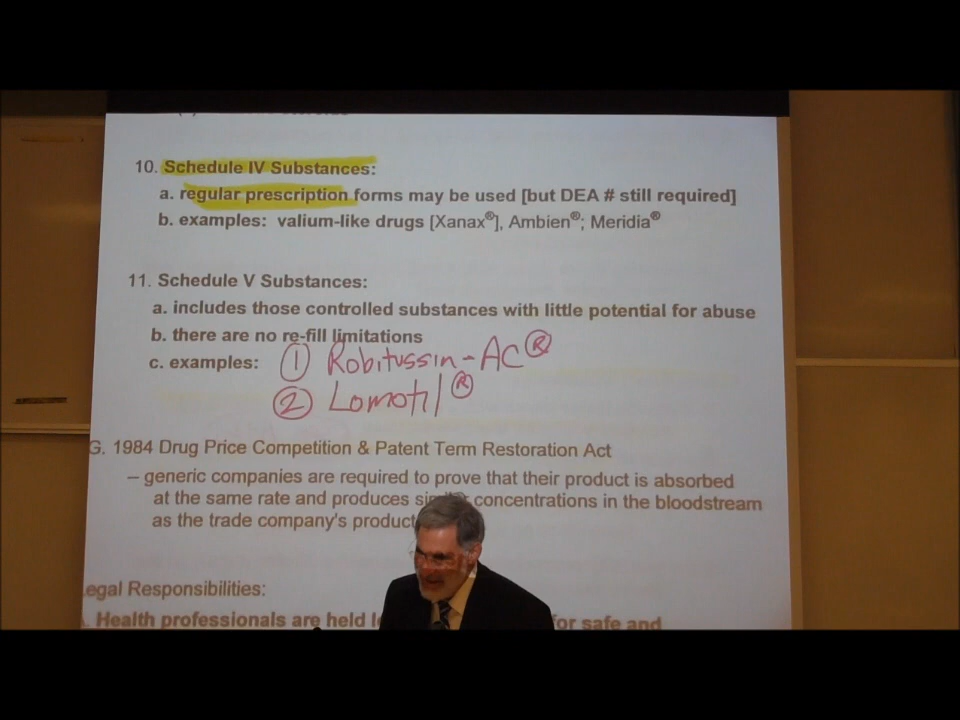 10. Schedule IV Substances:
a. regular prescription forms may be used [but DEA # still required]
b. examples: valium-like drugs [Xanax®], Ambien®; Meridia®
11. Schedule V Substances:
a. includes those controlled substances with little potential for abuse
b. there are no re-fill limitations
c. examples: ① Robitussin-AC®
② Lomotil®
G. 1984 Drug Price Competition & Patent Term Restoration Act
– generic companies are required to prove that their product is absorbed
at the same rate and produces concentrations in the bloodstream
as the trade company's product
egal Responsibilities:
Health professionals are held for safe and